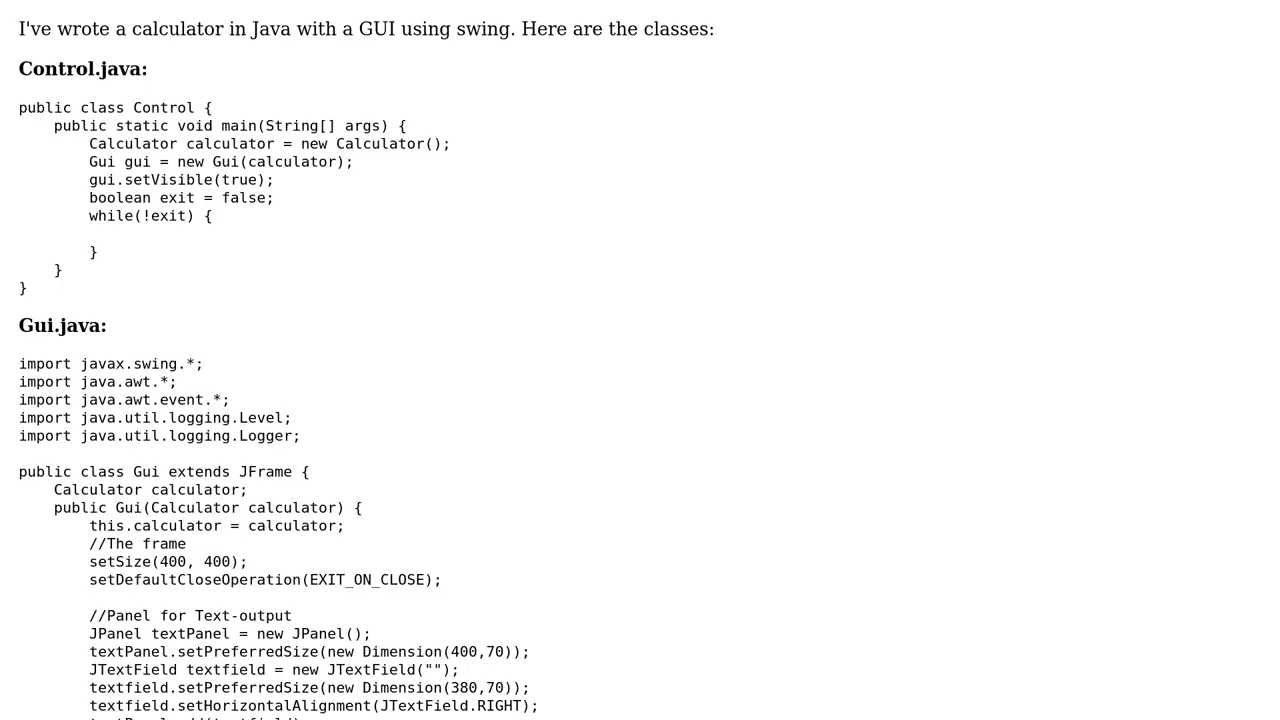 I've wrote a calculator in Java with a GUI using swing. Here are the classes:
Control.java:
public class Control {
    public static void main(String[] args) {
        Calculator calculator = new Calculator();
        Gui gui = new Gui(calculator);
        gui.setVisible(true);
        boolean exit = false;
        while(!exit) {

        }
    }
}
Gui.java:
import javax.swing.*;
import java.awt.*;
import java.awt.event.*;
import java.util.logging.Level;
import java.util.logging.Logger;

public class Gui extends JFrame {
    Calculator calculator;
    public Gui(Calculator calculator) {
        this.calculator = calculator;
        //The frame
        setSize(400, 400);
        setDefaultCloseOperation(EXIT_ON_CLOSE);

        //Panel for Text-output
        JPanel textPanel = new JPanel();
        textPanel.setPreferredSize(new Dimension(400,70));
        JTextField textfield = new JTextField("");
        textfield.setPreferredSize(new Dimension(380,70));
        textfield.setHorizontalAlignment(JTextField.RIGHT);